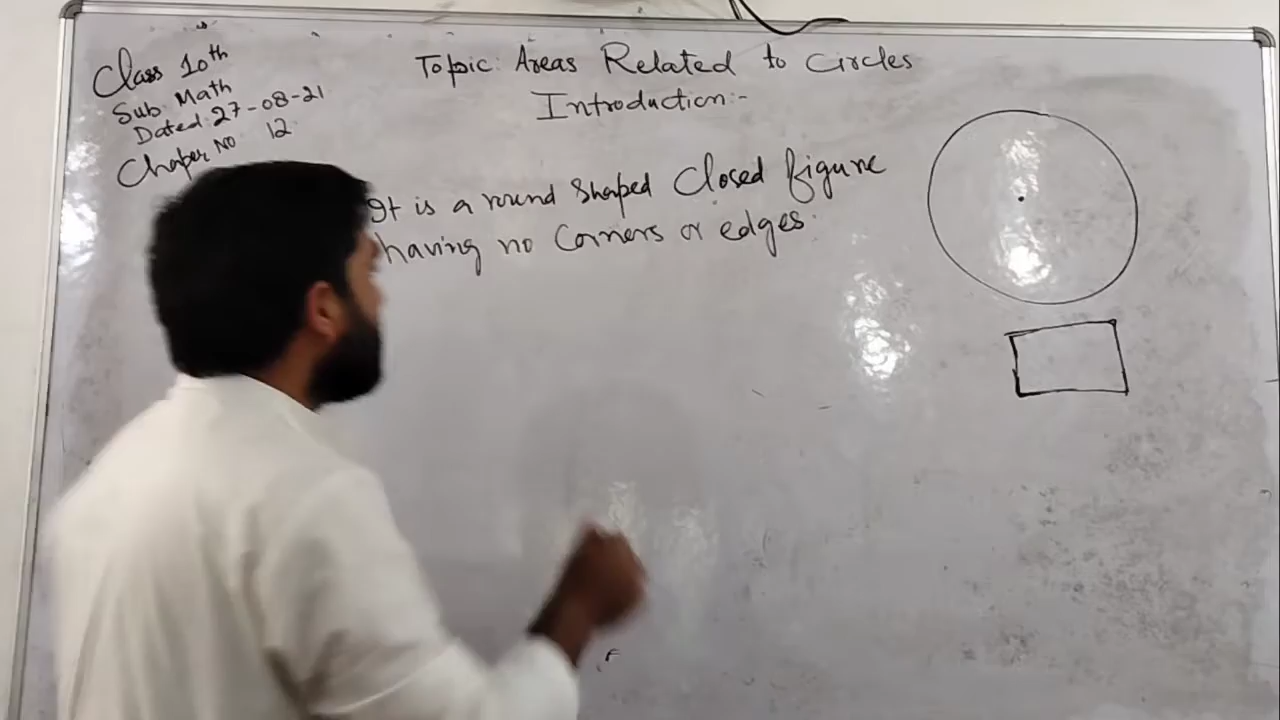 Class 10th
Sub: Math
Dated: 27-08-21
Chapter No 12
Topic: Areas Related to Circles
Introduction:-
It is a round shaped closed figure
having no corners or edges.